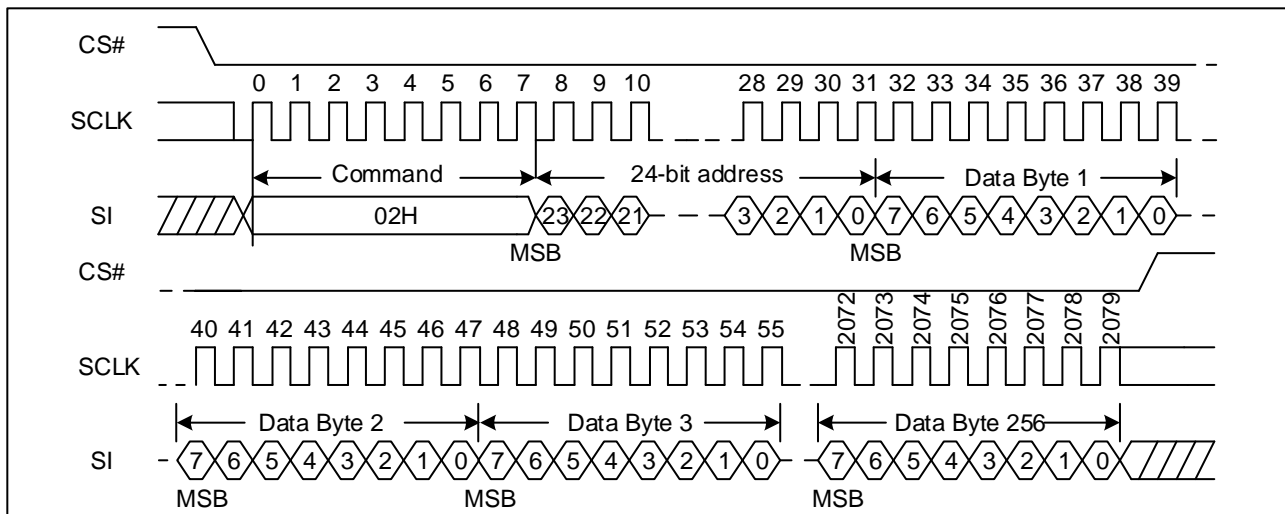 CS#
0 1 2 3 4 5 6 7 8 9 10 28 29 30 31 32 33 34 35 36 37 38 39
SCLK
Command 24-bit address Data Byte 1
SI 02H 23 22 21 3 2 1 0 7 6 5 4 3 2 1 0
MSB MSB
CS#
40 41 42 43 44 45 46 47 48 49 50 51 52 53 54 55 2072 2073 2074 2075 2076 2077 2078 2079
SCLK
Data Byte 2 Data Byte 3 Data Byte 256
SI 7 6 5 4 3 2 1 0 7 6 5 4 3 2 1 0 7 6 5 4 3 2 1 0
MSB MSB MSB